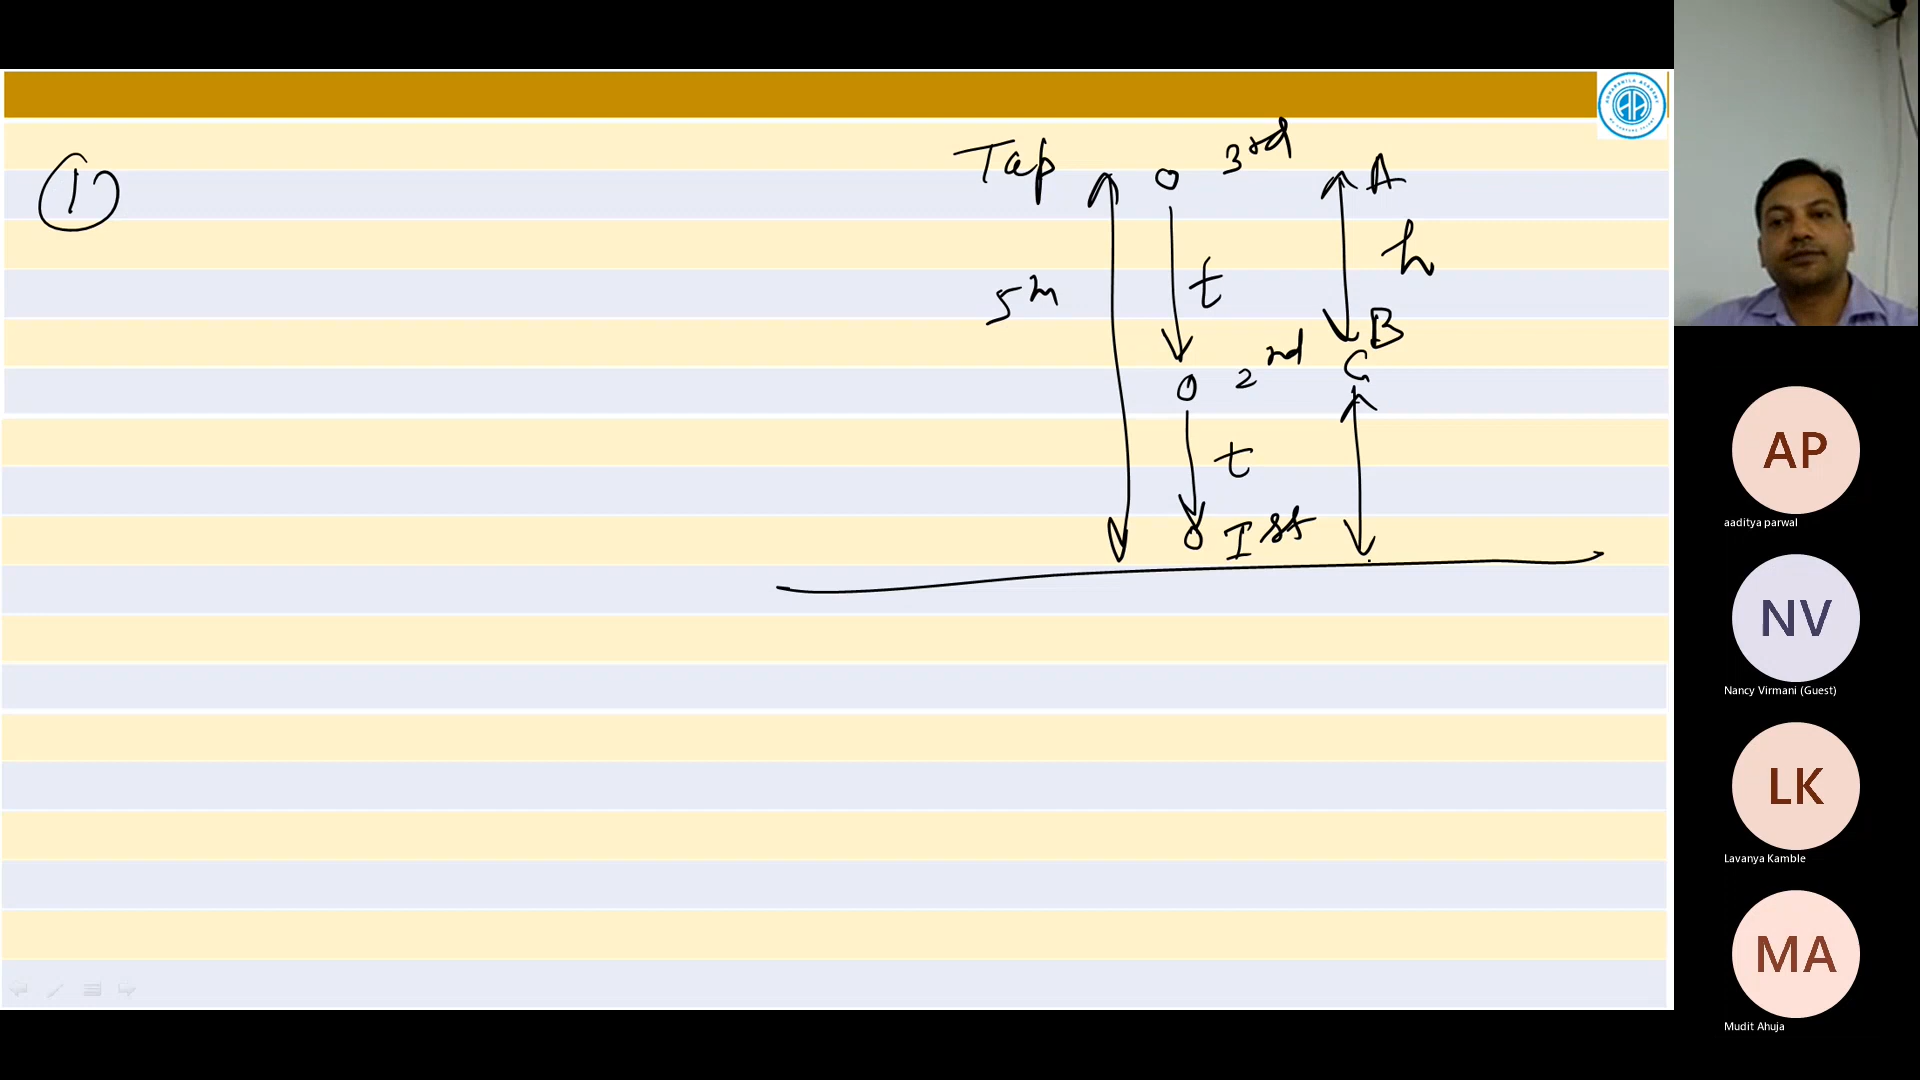 1
Tap
3rd
A
h
5m
t
B
2nd
C
t
Ist
AP
aaditya parwal
NV
Nancy Virmani (Guest)
LK
Lavanya Kamble
MA
Mudit Ahuja